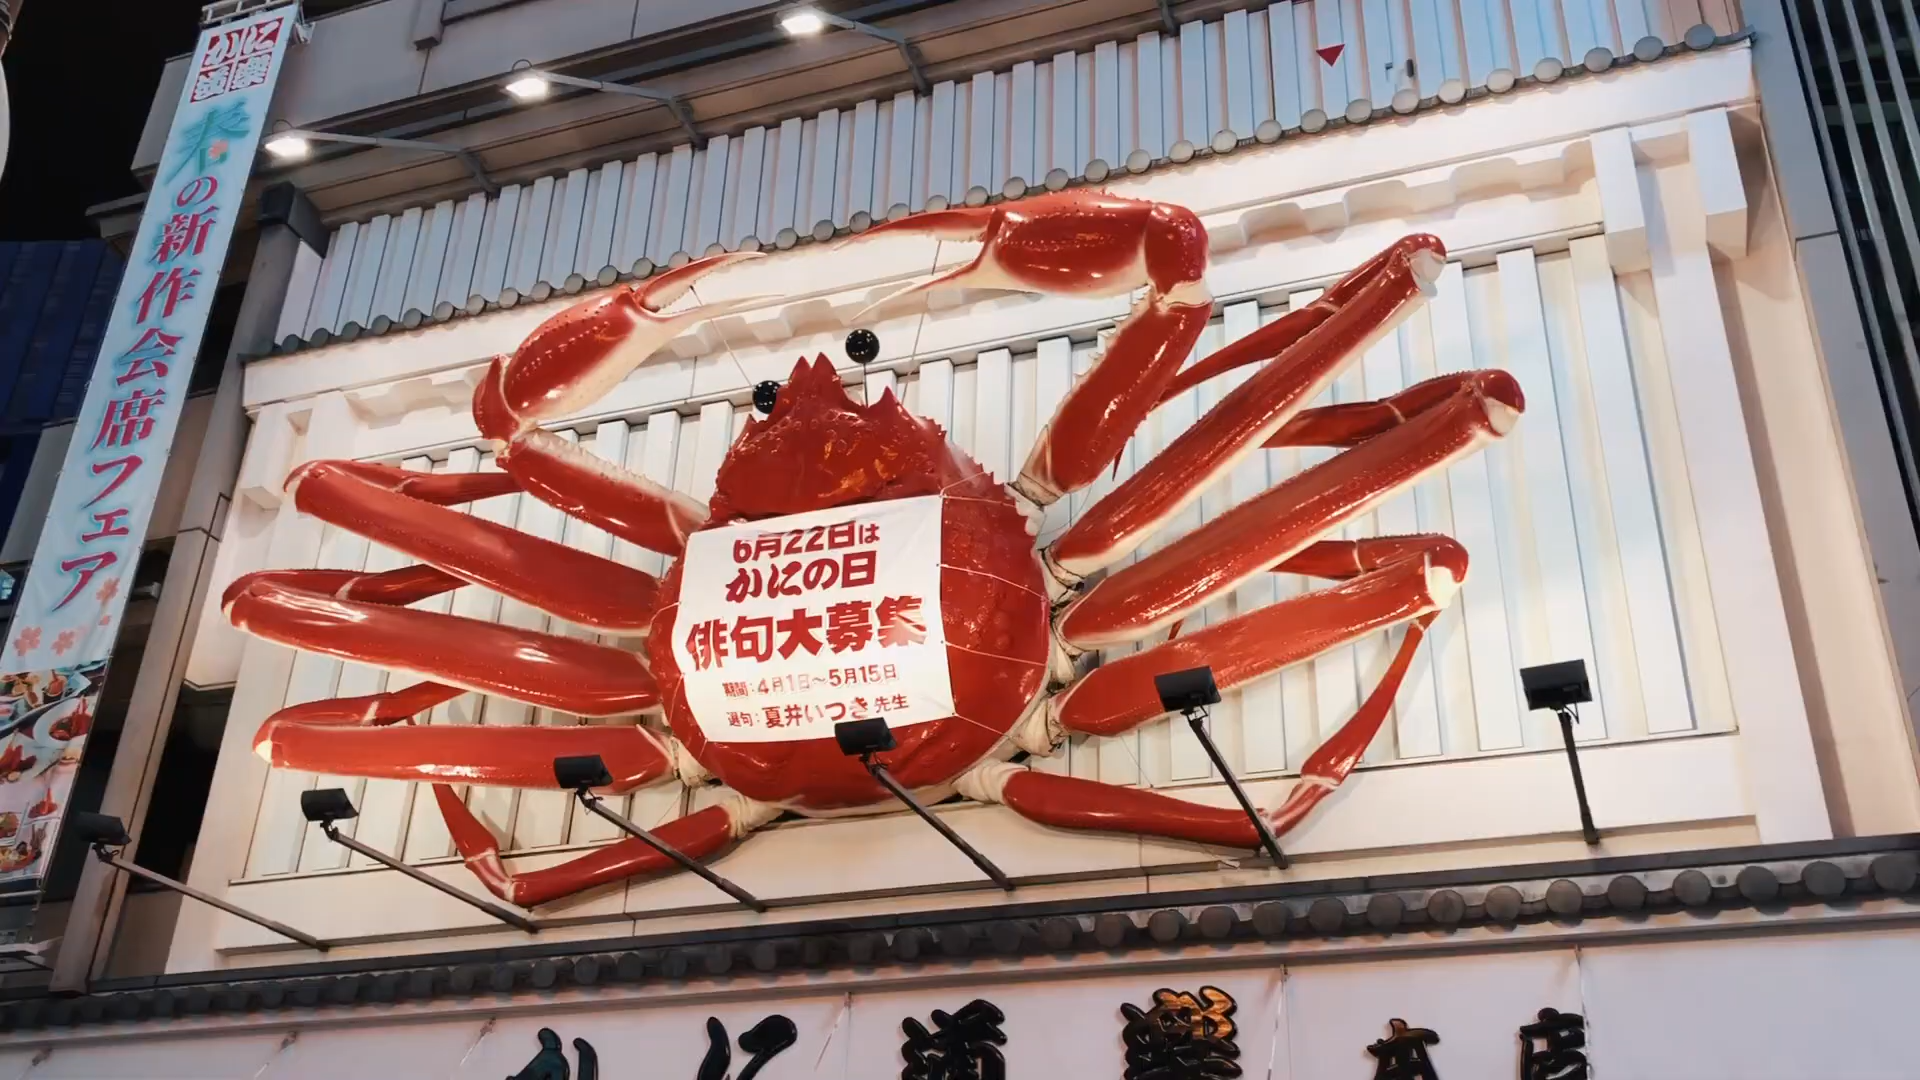 かに
道楽
春の新作会席フェア
6月22日は
かにの日
俳句大募集
期間：4月1日～5月15日
選句：夏井いつき先生
かに道楽本店